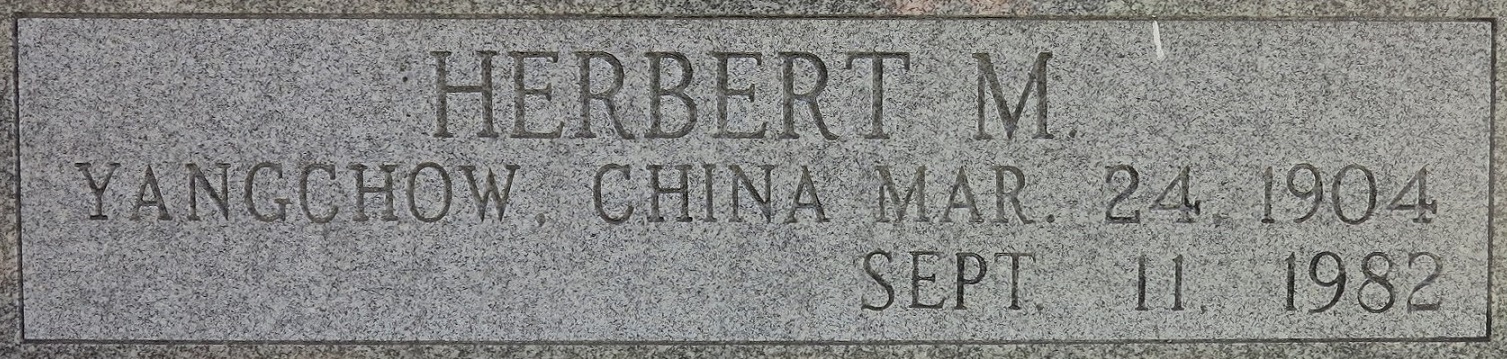 HERBERT M.
YANGCHOW, CHINA MAR. 24, 1904
SEPT. 11, 1982